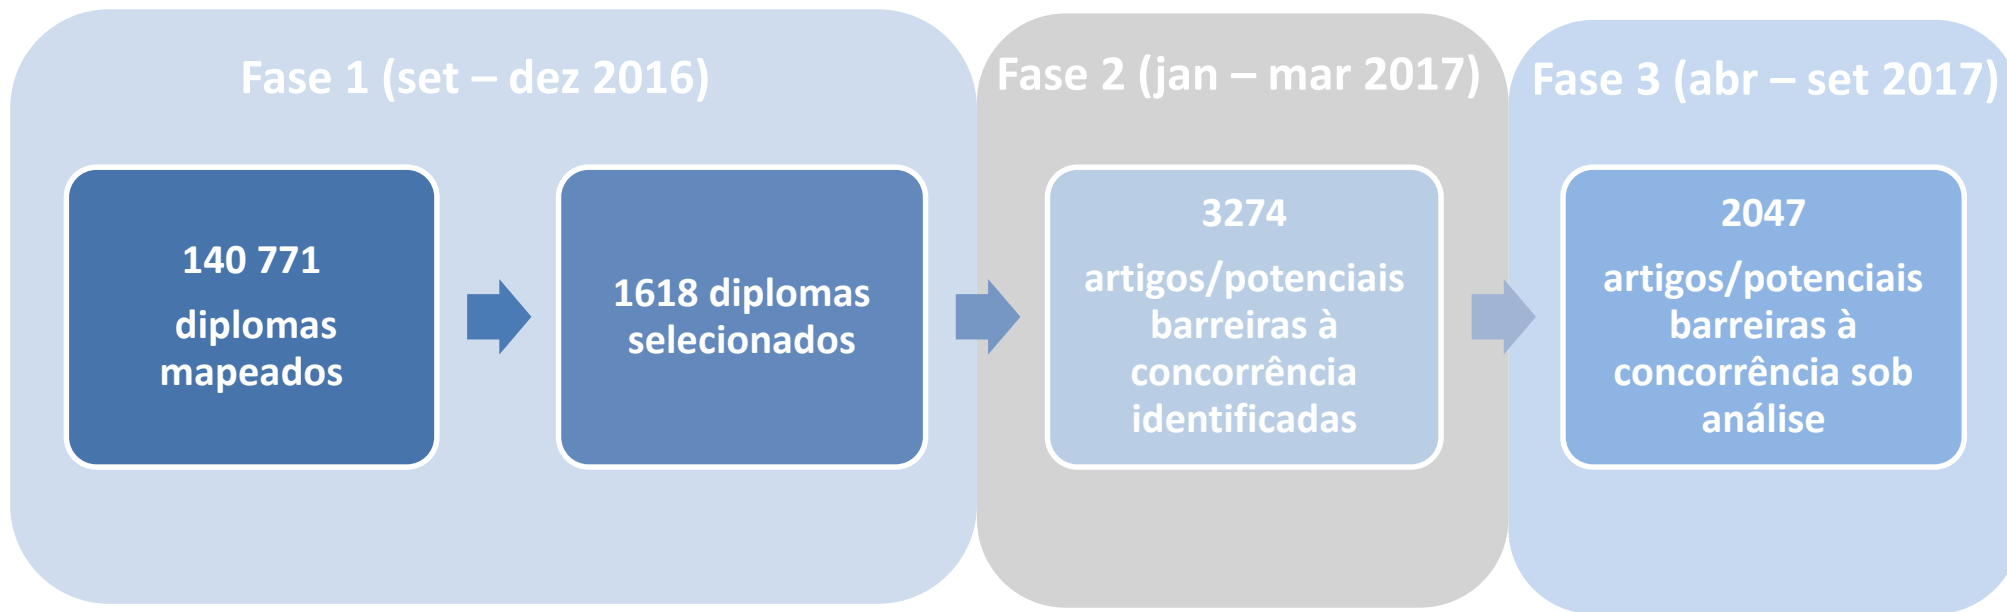 Fase 1 (set – dez 2016)
140 771
diplomas
mapeados
1618 diplomas
selecionados
Fase 2 (jan – mar 2017)
3274
artigos/potenciais
barreiras à
concorrência
identificadas
Fase 3 (abr – set 2017)
2047
artigos/potenciais
barreiras à
concorrência sob
análise